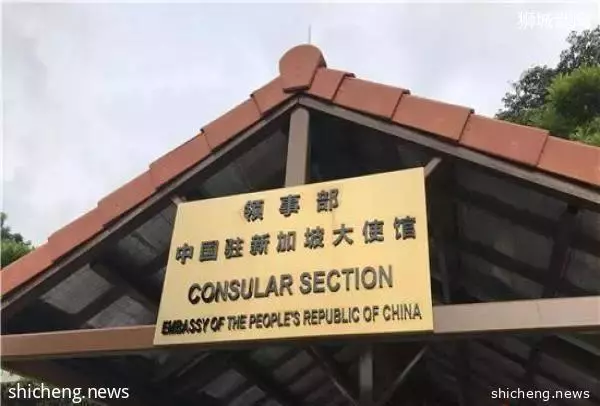 领事部
中国驻新加坡大使馆
CONSULAR SECTION
EMBASSY OF THE PEOPLE'S REPUBLIC OF CHINA
shicheng.news
shicheng.news